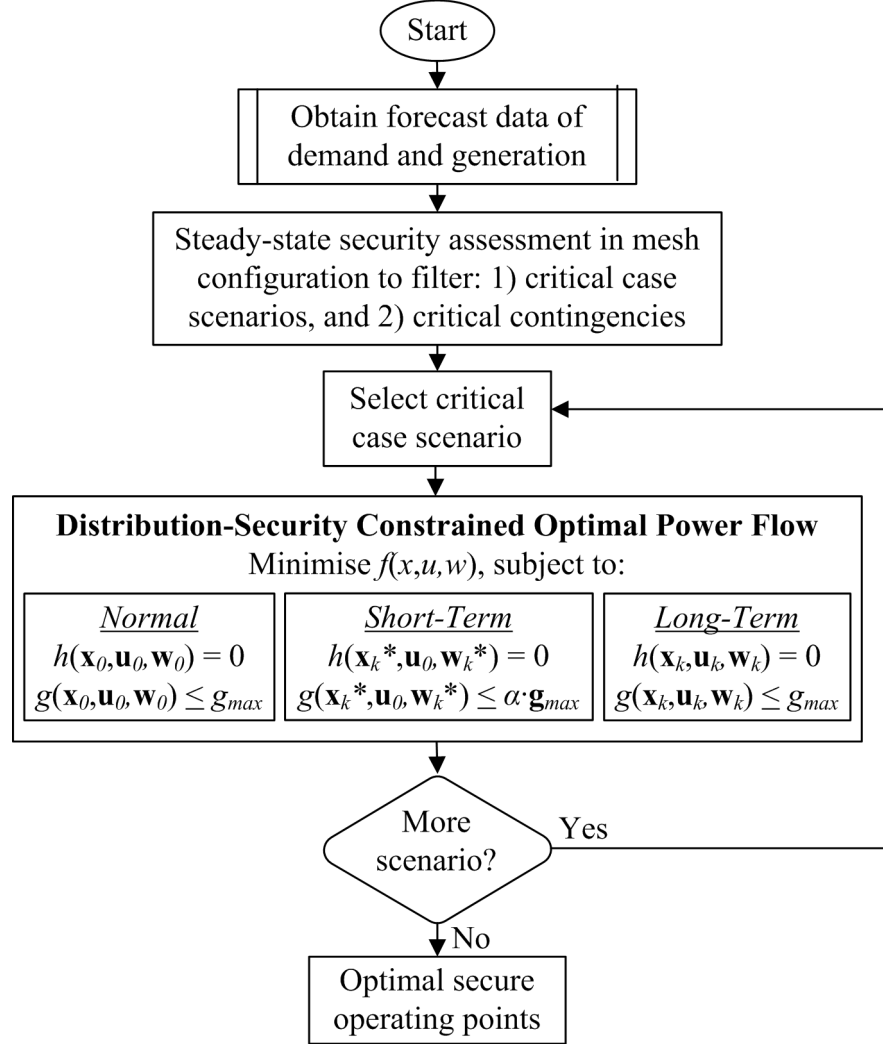 Start
Obtain forecast data of
demand and generation
Steady-state security assessment in mesh
configuration to filter: 1) critical case
scenarios, and 2) critical contingencies
Select critical
case scenario
Distribution-Security Constrained Optimal Power Flow
Minimise f(x,u,w), subject to:
Normal
h(x₀,u₀,w₀) = 0
g(x₀,u₀,w₀) ≤ gₘₐₓ
Short-Term
h(xₖ*,u₀,wₖ*) = 0
g(xₖ*,u₀,wₖ*) ≤ α·gₘₐₓ
Long-Term
h(xₖ,uₖ,wₖ) = 0
g(xₖ,uₖ,wₖ) ≤ gₘₐₓ
More
scenario?
Yes
No
Optimal secure
operating points